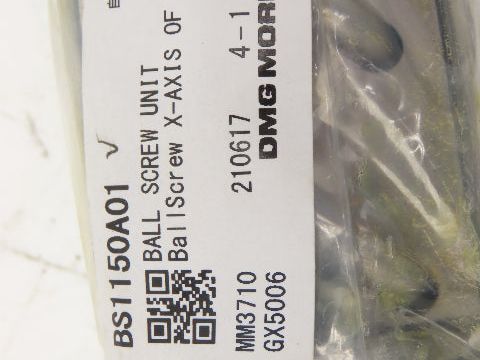 BS1150A01
BALL SCREW UNIT
BallScrew X-AXIS OF
MM3710 210617 4-1
GX5006 DMG MORI